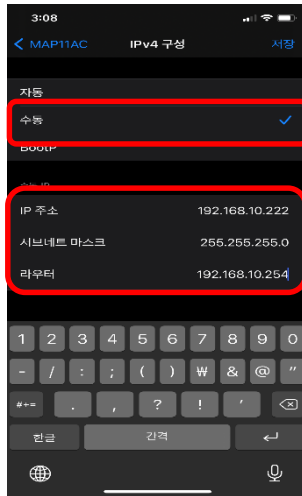 3:08
MAP11AC IPv4 구성 저장
자동
수동
BootP
IP 주소 192.168.10.222
서브네트 마스크 255.255.255.0
라우터 192.168.10.254
1 2 3 4 5 6 7 8 9 0
- / : ; ( ) ₩ & @ "
#+= . , ? ! '
한글 간격